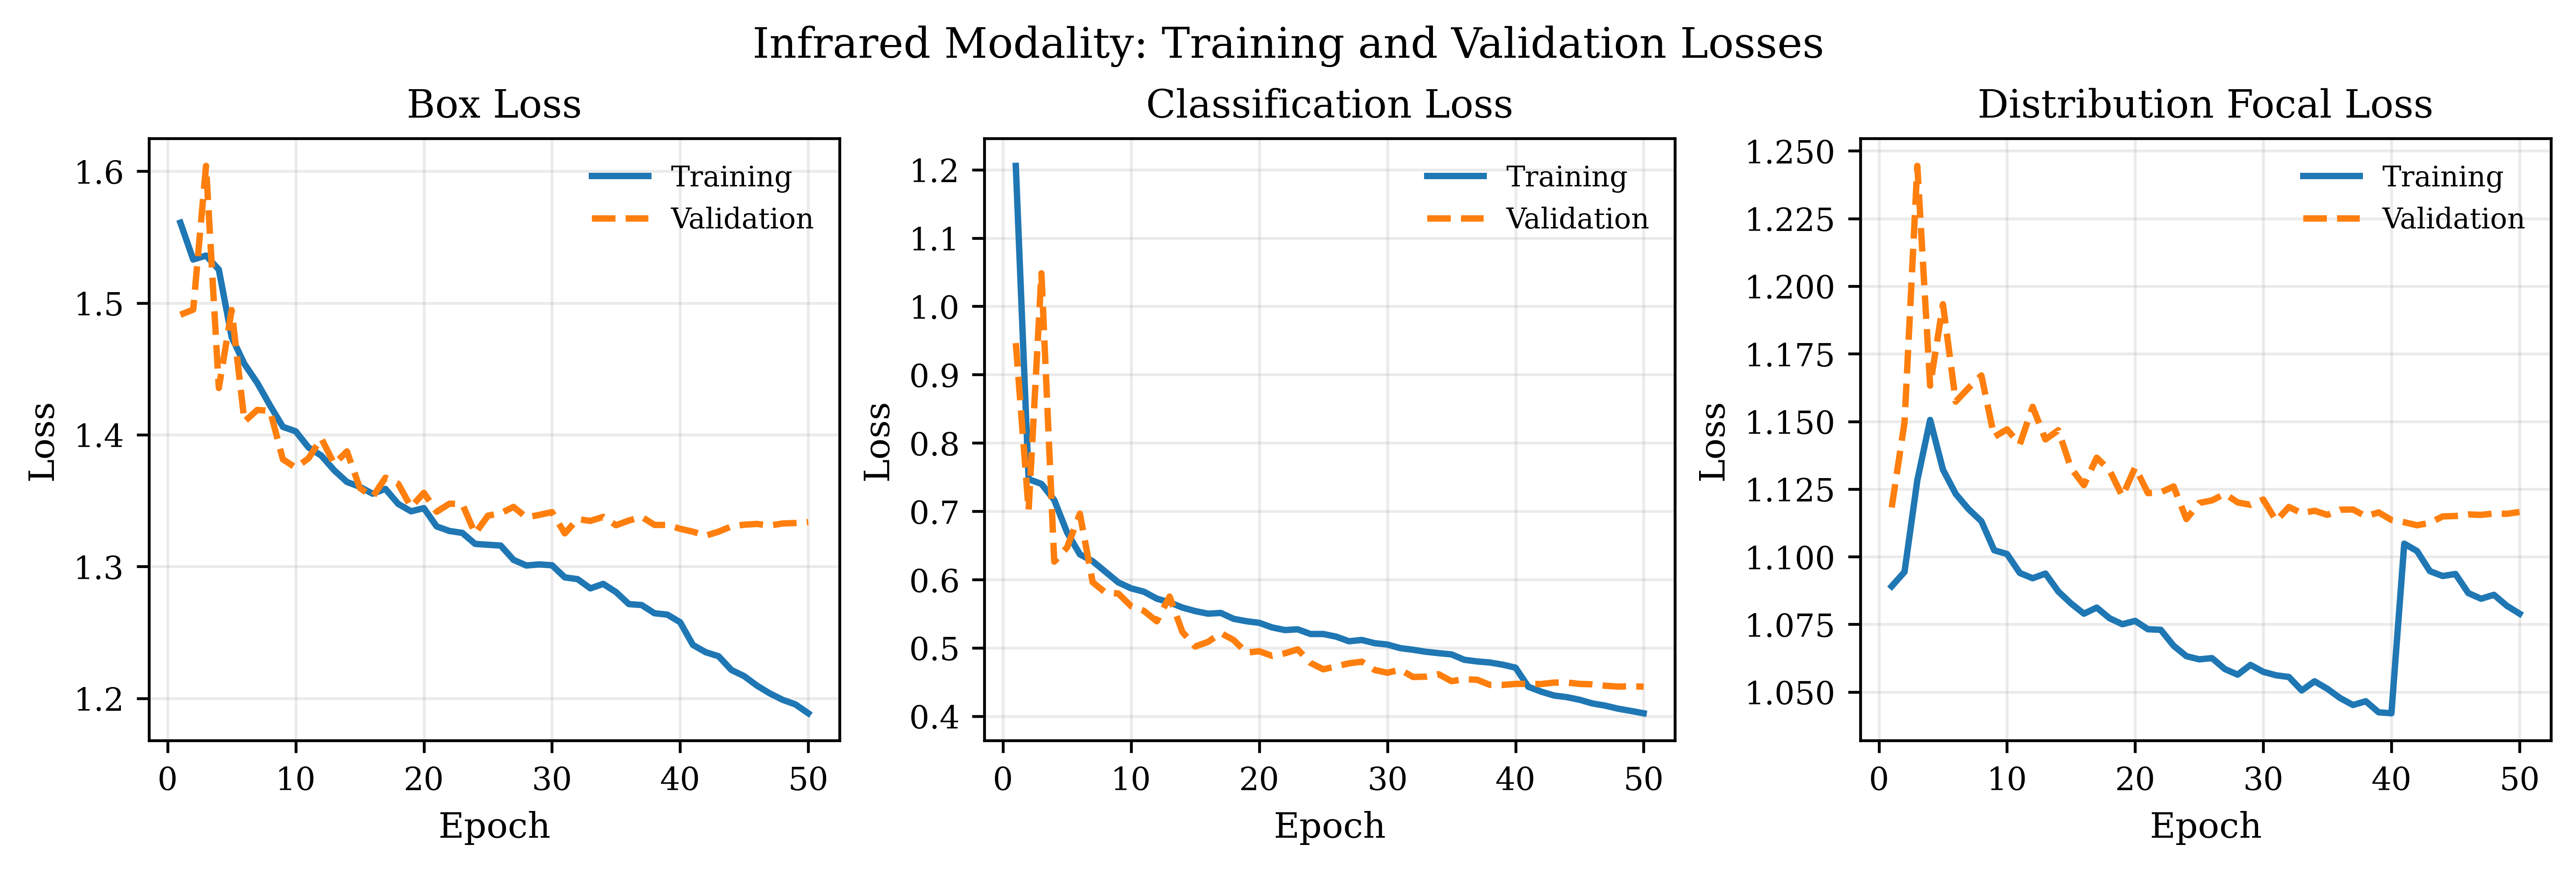 Infrared Modality: Training and Validation Losses
Box Loss
1.6
1.5
1.4
1.3
1.2
Loss
0 10 20 30 40 50
Epoch
Training
Validation
Classification Loss
1.2
1.1
1.0
0.9
0.8
0.7
0.6
0.5
0.4
Loss
0 10 20 30 40 50
Epoch
Training
Validation
Distribution Focal Loss
1.250
1.225
1.200
1.175
1.150
1.125
1.100
1.075
1.050
Loss
0 10 20 30 40 50
Epoch
Training
Validation